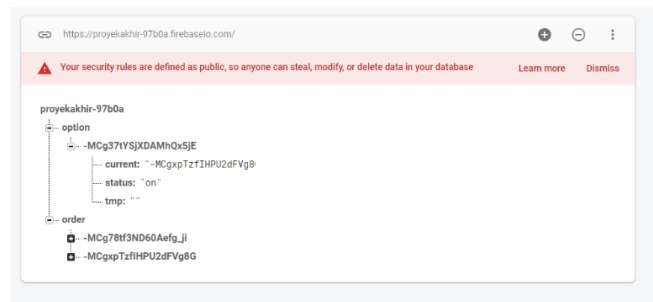 https://proyekakhir-97b0a.firebaseio.com/
Your security rules are defined as public, so anyone can steal, modify, or delete data in your database Learn more Dismiss
proyekakhir-97b0a
option
-MCg37tYSjXDAMhQx5jE
current: "-MCgxpTzfIHPU2dFVg8
status: "on"
tmp: ""
order
-MCg78tf3ND60Aefg_ji
-MCgxpTzfIHPU2dFVg8G